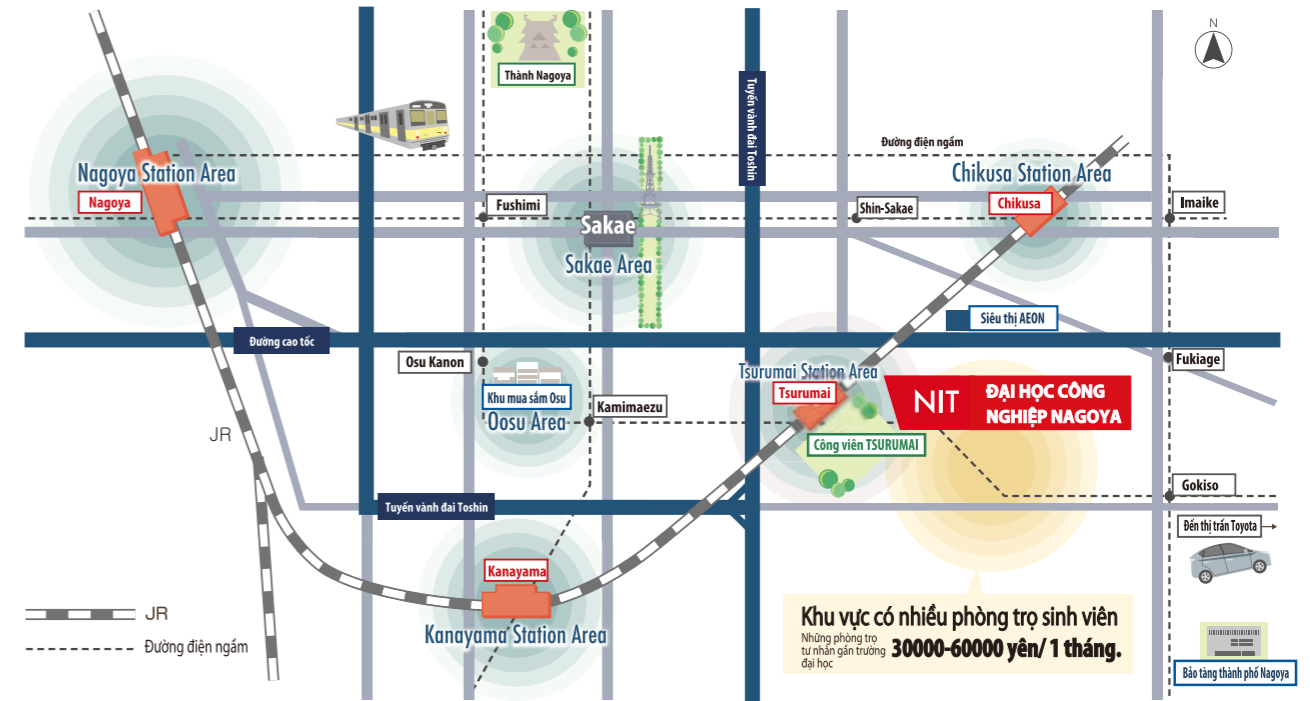 N
Thành Nagoya
Tuyến vành đai Toshin
Đường điện ngầm
Nagoya Station Area
Nagoya
Chikusa Station Area
Chikusa
Fushimi
Shin-Sakae
Imaike
Sakae
Sakae Area
Siêu thị AEON
Đường cao tốc
Osu Kanon
Fukiage
Tsurumai Station Area
Tsurumai
Khu mua sắm Osu
Oosu Area
Kamimaezu
NIT
ĐẠI HỌC CÔNG
NGHIỆP NAGOYA
JR
Công viên TSURUMAI
Gokiso
Tuyến vành đai Toshin
Đến thị trấn Toyota
Kanayama
Kanayama Station Area
JR
Đường điện ngầm
Khu vực có nhiều phòng trọ sinh viên
Những phòng trọ
tư nhân gần trường
đại học
30000-60000 yên/ 1 tháng.
Bảo tàng thành phố Nagoya